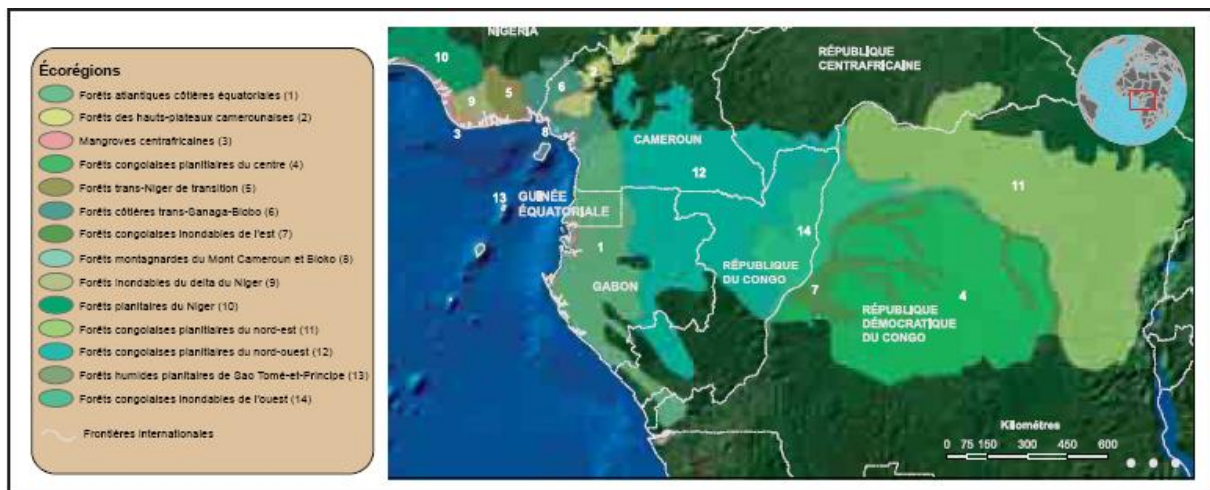 Écorégions
Forêts atlantiques côtières équatoriales (1)
Forêts des hauts-plateaux camerounaises (2)
Mangroves centrafricaines (3)
Forêts congolaises planitiaires du centre (4)
Forêts trans-Niger de transition (5)
Forêts côtières trans-Sanaga-Bioko (6)
Forêts congolaises inondables de l'est (7)
Forêts montagnardes du Mont Cameroun et Bioko (8)
Forêts inondables du delta du Niger (9)
Forêts planitaires du Niger (10)
Forêts congolaises planitiaires du nord-est (11)
Forêts congolaises planitiaires du nord-ouest (12)
Forêts humides planitaires de Sao Tomé-et-Principe (13)
Forêts congolaises inondables de l'ouest (14)
Frontières internationales
NIGERIA
10
9
5
6
2
3
8
RÉPUBLIQUE
CENTRAFRICAINE
CAMEROUN
12
11
13
GUINÉE
ÉQUATORIALE
1
14
GABON
RÉPUBLIQUE
DU CONGO
7
4
RÉPUBLIQUE
DÉMOCRATIQUE
DU CONGO
Kilométres
0 75 150 300 450 600